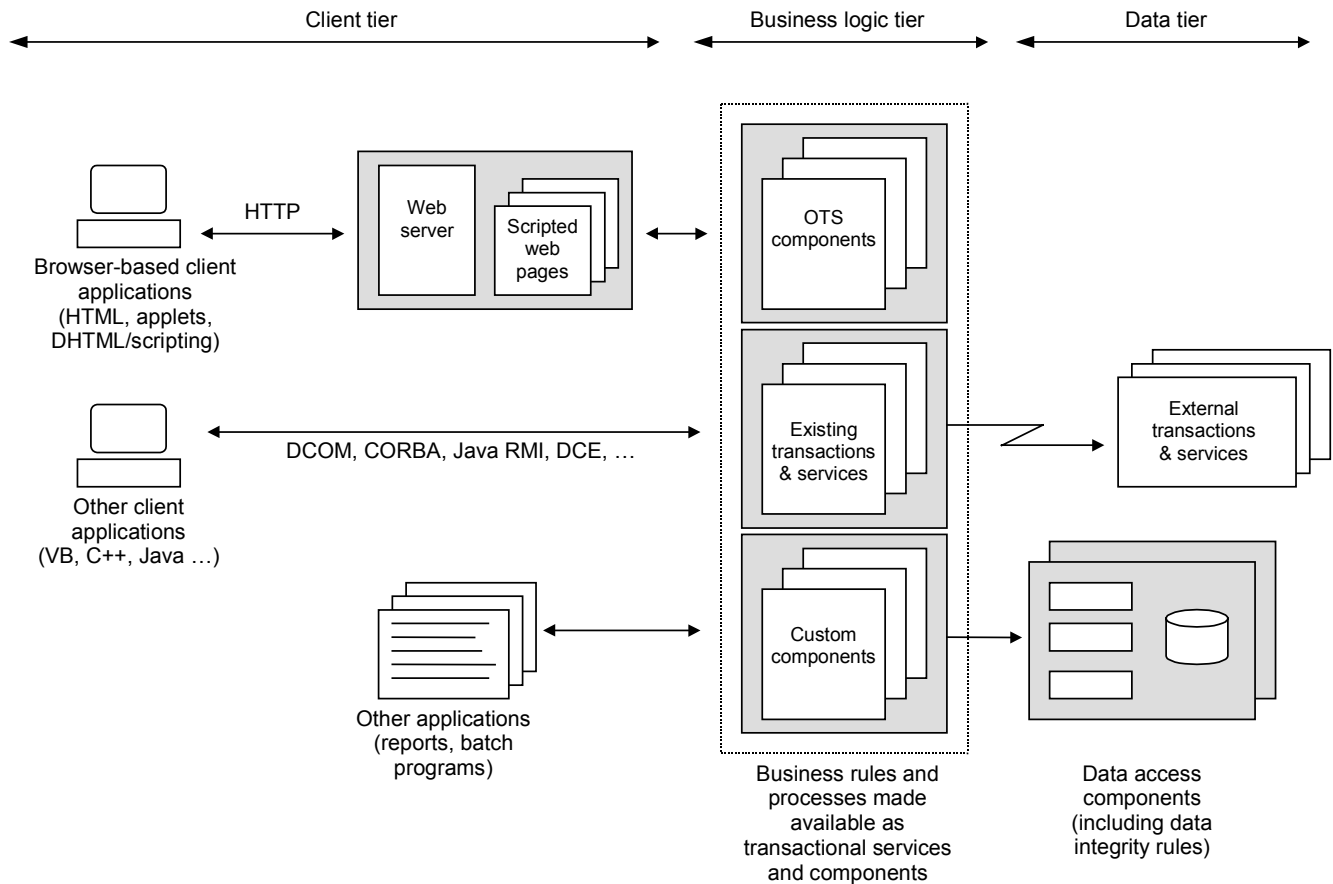 Client tier
Business logic tier
Data tier
HTTP
Web
server
Scripted
web
pages
OTS
components
Browser-based client
applications
(HTML, applets,
DHTML/scripting)
DCOM, CORBA, Java RMI, DCE, …
Existing
transactions
& services
External
transactions
& services
Other client
applications
(VB, C++, Java …)
Custom
components
Other applications
(reports, batch
programs)
Business rules and
processes made
available as
transactional services
and components
Data access
components
(including data
integrity rules)